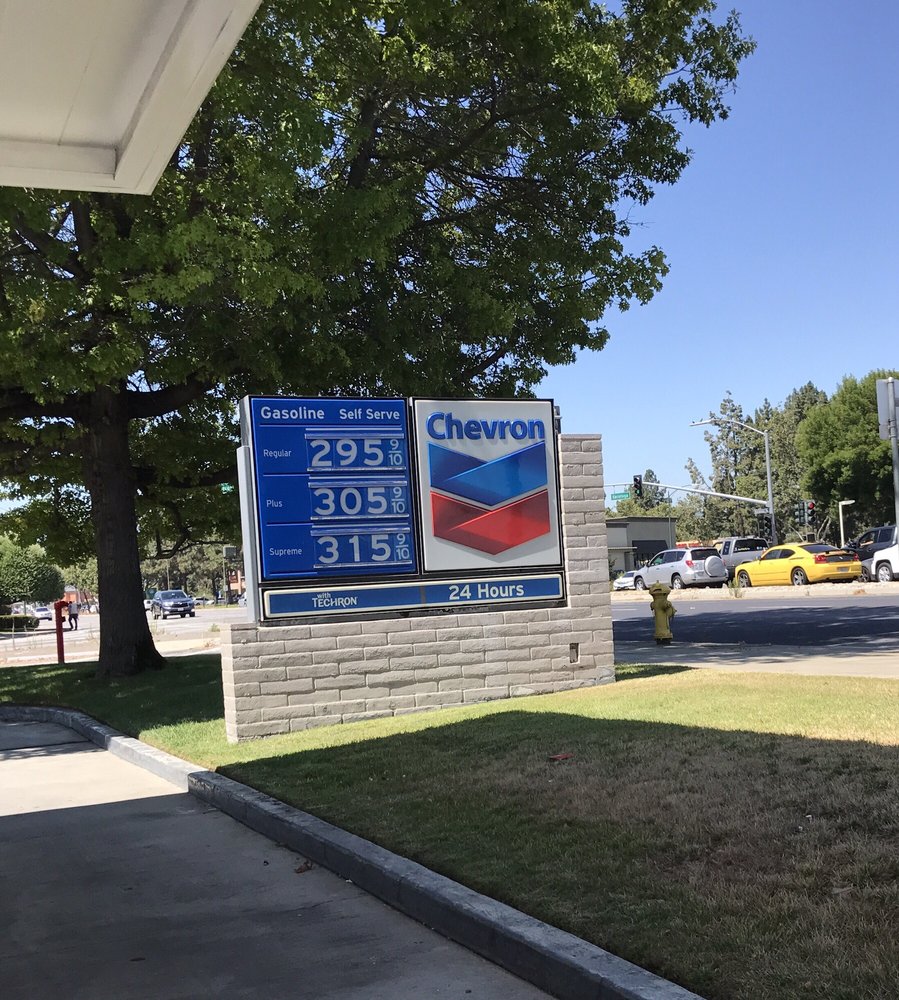 Gasoline Self Serve
Regular 295 9/10
Plus 305 9/10
Supreme 315 9/10
Chevron
with
TECHRON
24 Hours